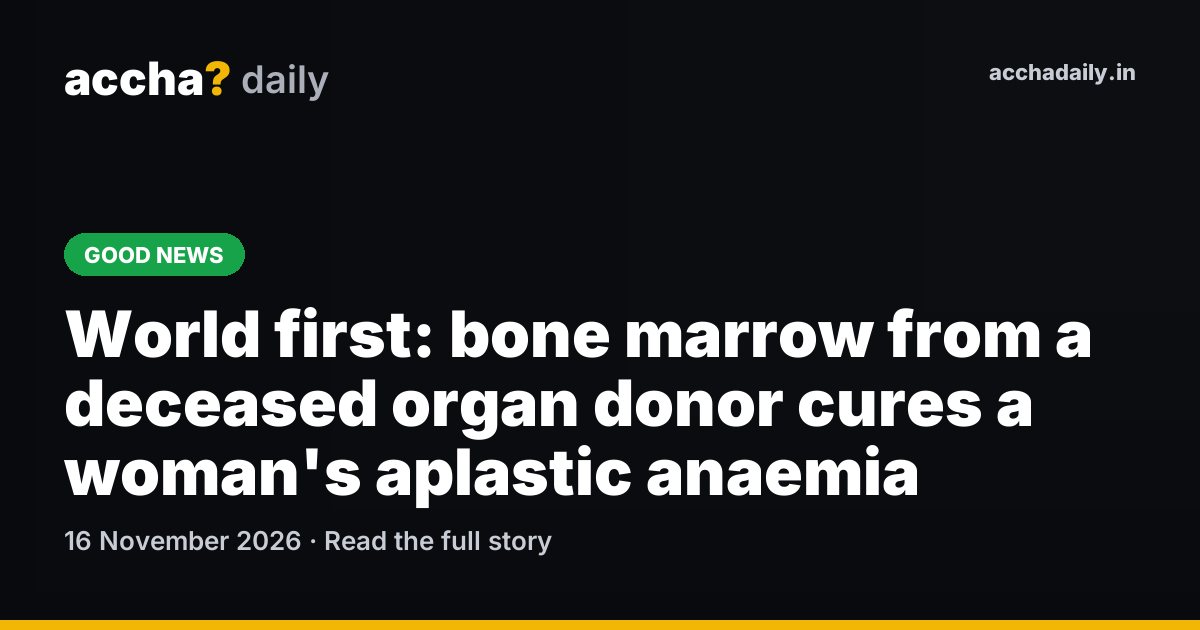 accha? daily
acchadaily.in
GOOD NEWS
World first: bone marrow from a
deceased organ donor cures a
woman's aplastic anaemia
16 November 2026 · Read the full story